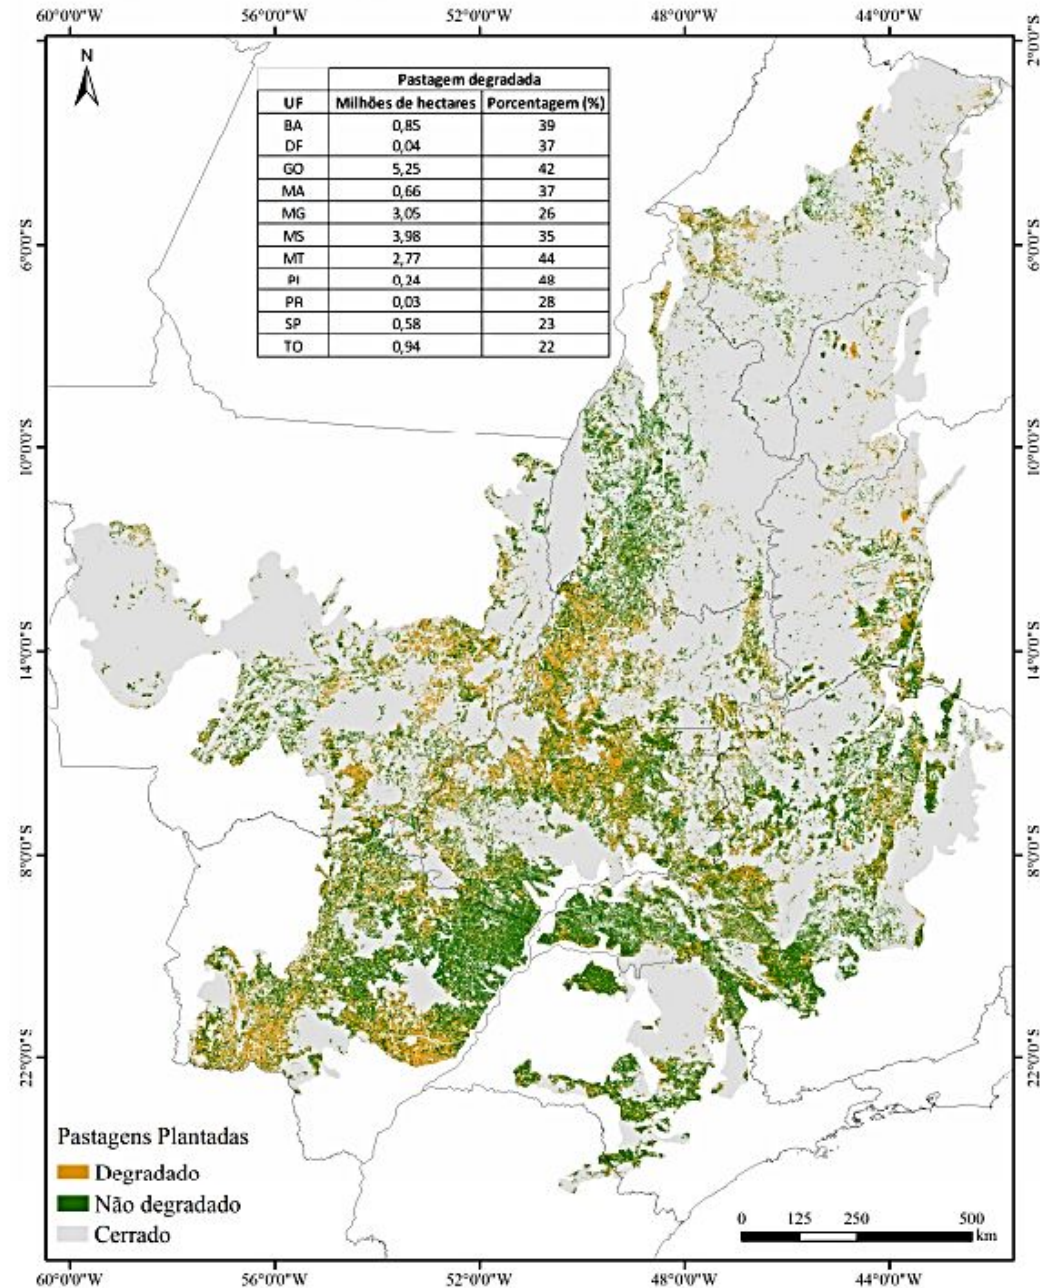 60°0'0"W 56°0'0"W 52°0'0"W 48°0'0"W 44°0'0"W
2°0'0"S
N
Pastagem degradada
UF Milhões de hectares Porcentagem (%)
BA 0,85 39
DF 0,04 37
GO 5,25 42
MA 0,66 37
MG 3,05 26
MS 3,98 35
MT 2,77 44
PI 0,24 48
PR 0,03 28
SP 0,58 23
TO 0,94 22
6°0'0"S 6°0'0"S
10°0'0"S 10°0'0"S
14°0'0"S 14°0'0"S
8°0'0"S 8°0'0"S
22°0'0"S 22°0'0"S
Pastagens Plantadas
Degradado
Não degradado
Cerrado
0 125 250 500
km
60°0'0"W 56°0'0"W 52°0'0"W 48°0'0"W 44°0'0"W